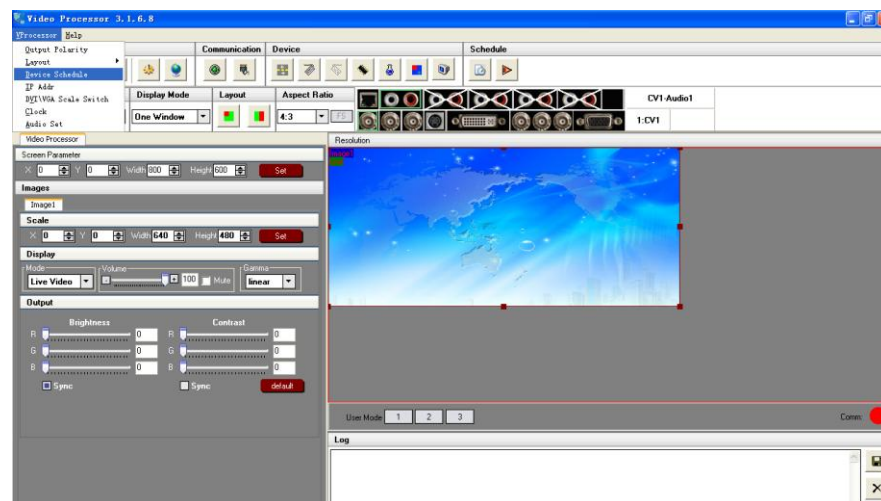 Video Processor 3.1.6.8
VProcessor Help
Output Polarity
Layout
Device Schedule
IP Addr
DVI\VGA Scale Switch
Clock
Audio Set
Communication Device Schedule
Display Mode Layout Aspect Ratio
One Window 4:3 FS
CV1-Audio1
1:CV1
Video Processor
Resolution
Screen Parameter
X 0 Y 0 Width 800 Height 600 Set
Images
Image1
Scale
X 0 Y 0 Width 640 Height 480 Set
Display
Mode Volume Gamma
Live Video 100 Mute linear
Output
Brightness Contrast
R 0 R 0
G 0 G 0
B 0 B 0
Sync Sync default
User Mode 1 2 3 Comm:
Log